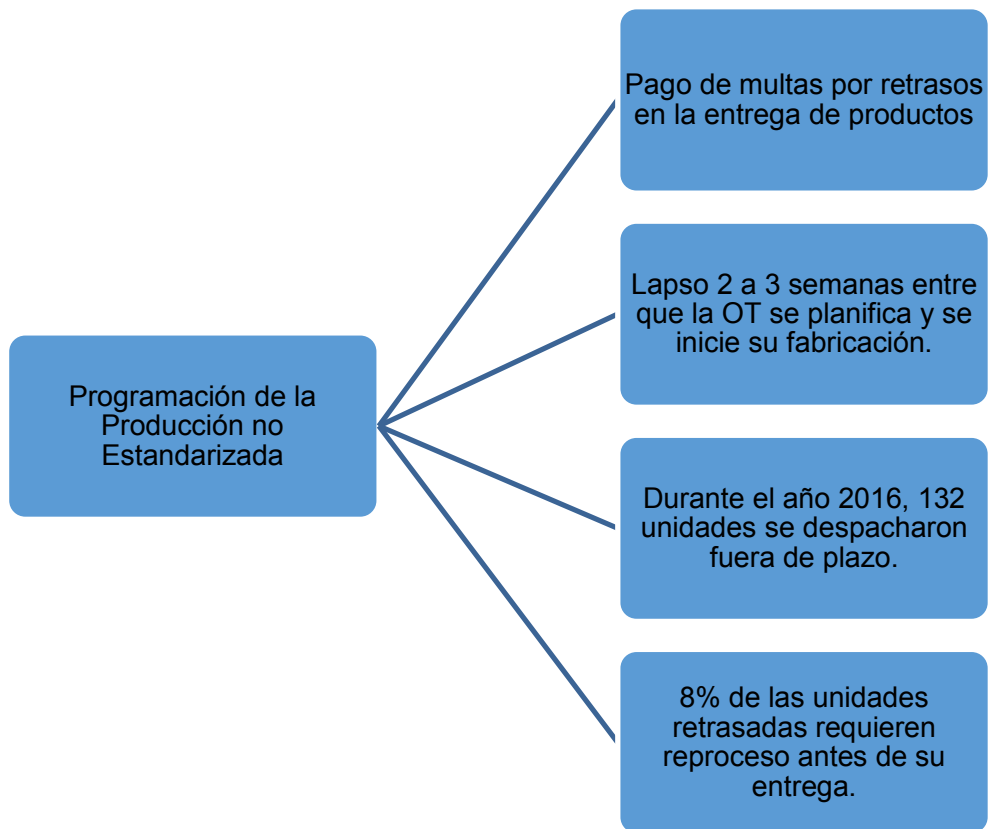 Pago de multas por retrasos
en la entrega de productos
Lapso 2 a 3 semanas entre
que la OT se planifica y se
inicie su fabricación.
Programación de la
Producción no
Estandarizada
Durante el año 2016, 132
unidades se despacharon
fuera de plazo.
8% de las unidades
retrasadas requieren
reproceso antes de su
entrega.